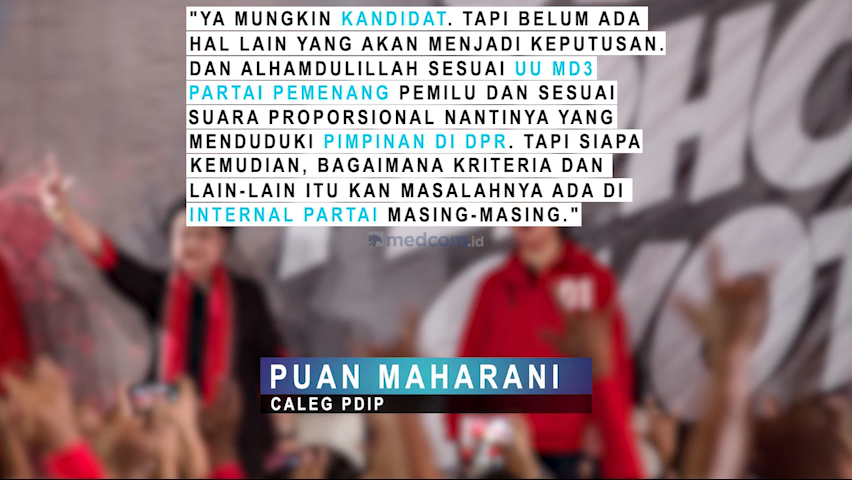 "YA MUNGKIN KANDIDAT. TAPI BELUM ADA
HAL LAIN YANG AKAN MENJADI KEPUTUSAN.
DAN ALHAMDULILLAH SESUAI UU MD3
PARTAI PEMENANG PEMILU DAN SESUAI
SUARA PROPORSIONAL NANTINYA YANG
MENDUDUKI PIMPINAN DI DPR. TAPI SIAPA
KEMUDIAN, BAGAIMANA KRITERIA DAN
LAIN-LAIN ITU KAN MASALAHNYA ADA DI
INTERNAL PARTAI MASING-MASING."
medcom.id
PUAN MAHARANI
CALEG PDIP